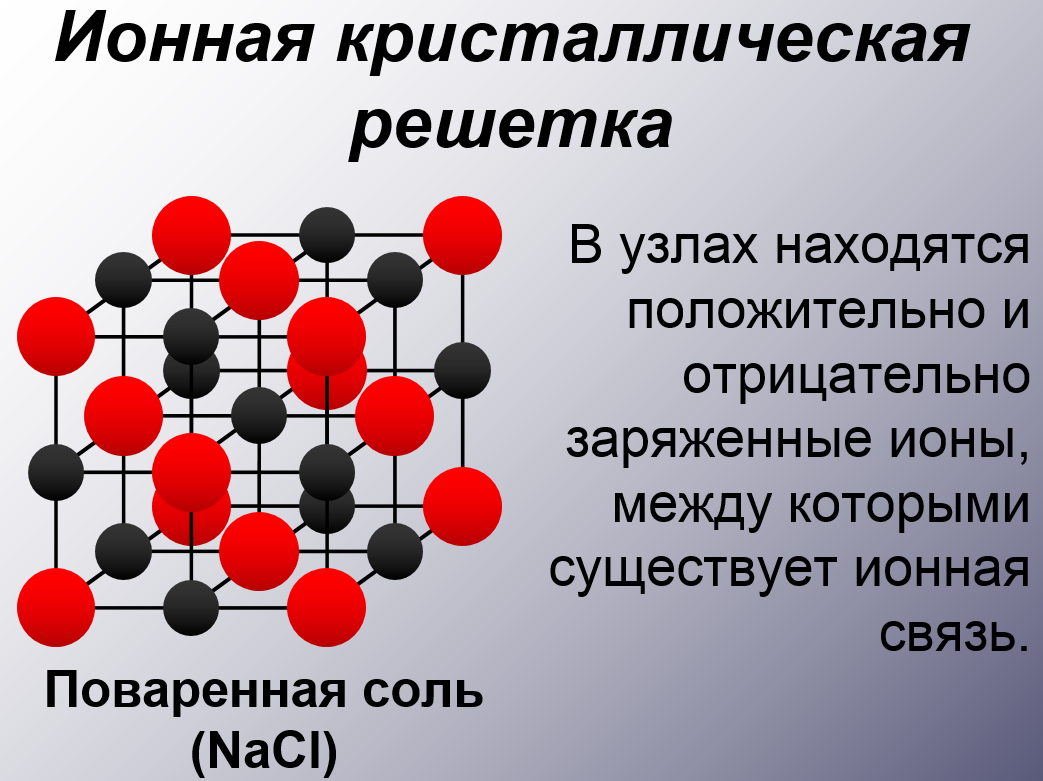 Ионная кристаллическая
решетка
В узлах находятся
положительно и
отрицательно
заряженные ионы,
между которыми
существует ионная
связь.
Поваренная соль
(NaCl)